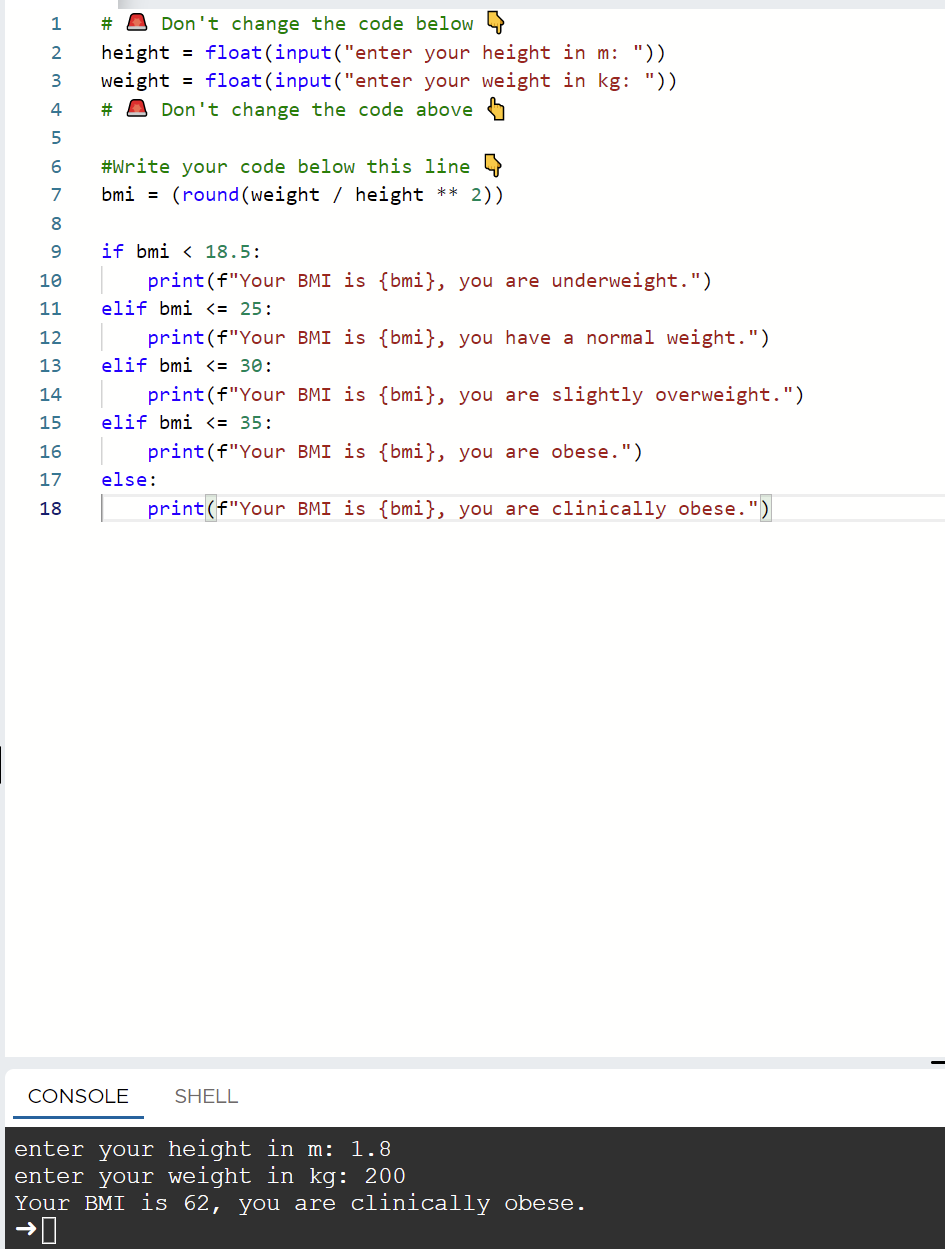 1 # 🚨 Don't change the code below 👇
2 height = float(input("enter your height in m: "))
3 weight = float(input("enter your weight in kg: "))
4 # 🚨 Don't change the code above 👆
5
6 #Write your code below this line 👇
7 bmi = (round(weight / height ** 2))
8
9 if bmi < 18.5:
10     print(f"Your BMI is {bmi}, you are underweight.")
11 elif bmi <= 25:
12     print(f"Your BMI is {bmi}, you have a normal weight.")
13 elif bmi <= 30:
14     print(f"Your BMI is {bmi}, you are slightly overweight.")
15 elif bmi <= 35:
16     print(f"Your BMI is {bmi}, you are obese.")
17 else:
18     print(f"Your BMI is {bmi}, you are clinically obese.")
CONSOLE SHELL
enter your height in m: 1.8
enter your weight in kg: 200
Your BMI is 62, you are clinically obese.
➜